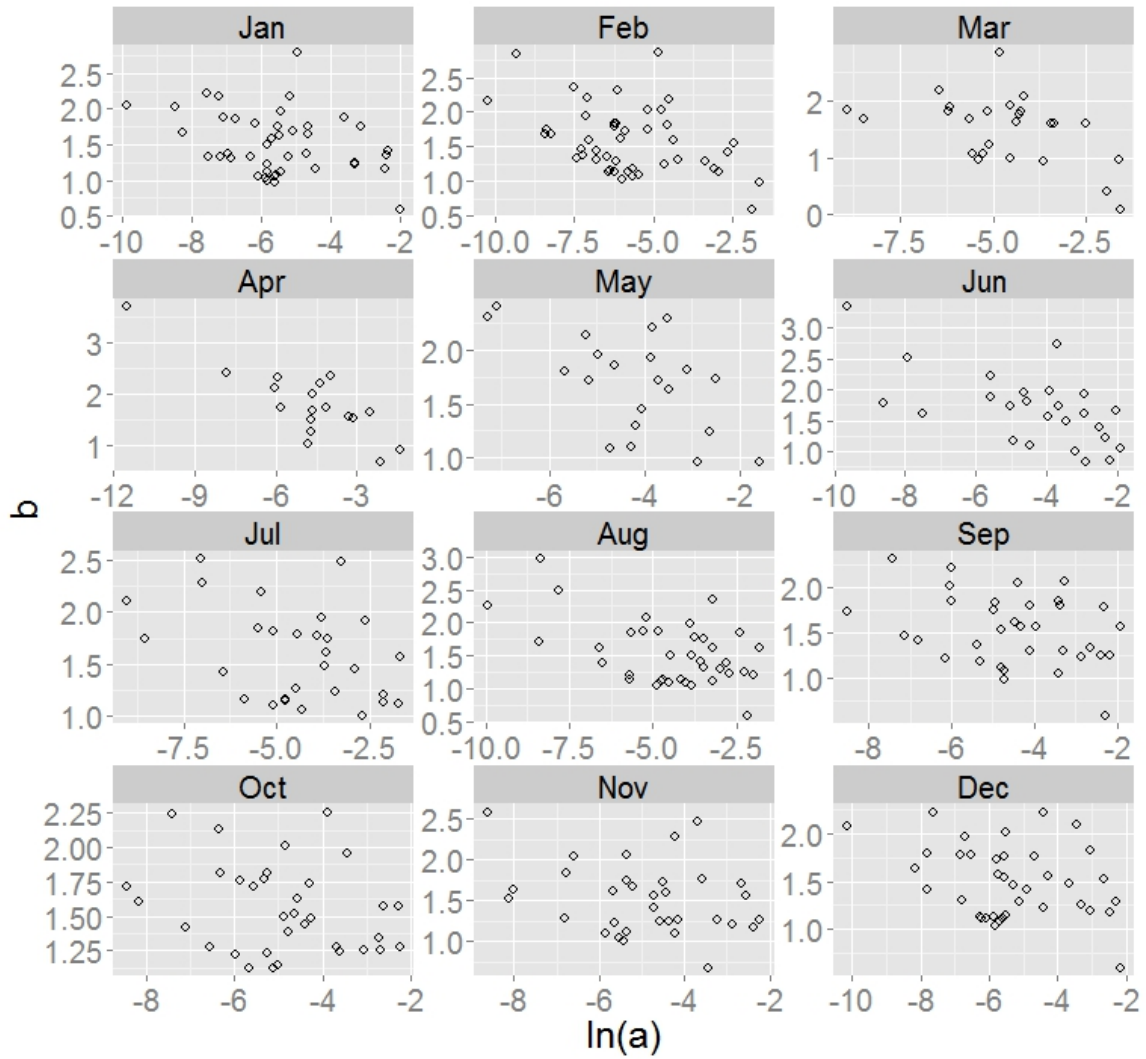 Jan Feb Mar
2.5 2.0 1.5 1.0 0.5
2.5 2.0 1.5 1.0 0.5
2 1 0
-10 -8 -6 -4 -2
-10.0 -7.5 -5.0 -2.5
-7.5 -5.0 -2.5
Apr May Jun
3 2 1
2.0 1.5 1.0
3.0 2.5 2.0 1.5 1.0
-12 -9 -6 -3
-6 -4 -2
-10 -8 -6 -4 -2
b
Jul Aug Sep
2.5 2.0 1.5 1.0
3.0 2.5 2.0 1.5 1.0 0.5
2.0 1.5 1.0
-7.5 -5.0 -2.5
-10.0 -7.5 -5.0 -2.5
-8 -6 -4 -2
Oct Nov Dec
2.25 2.00 1.75 1.50 1.25
2.5 2.0 1.5 1.0
2.0 1.5 1.0
-8 -6 -4 -2
-8 -6 -4 -2
-10 -8 -6 -4 -2
ln(a)